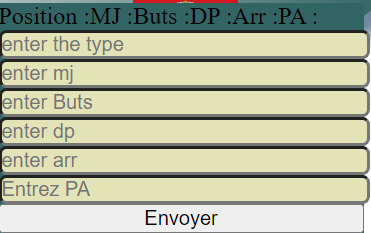 Position :MJ :Buts :DP :Arr :PA :
enter the type
enter mj
enter Buts
enter dp
enter arr
Entrez PA
Envoyer